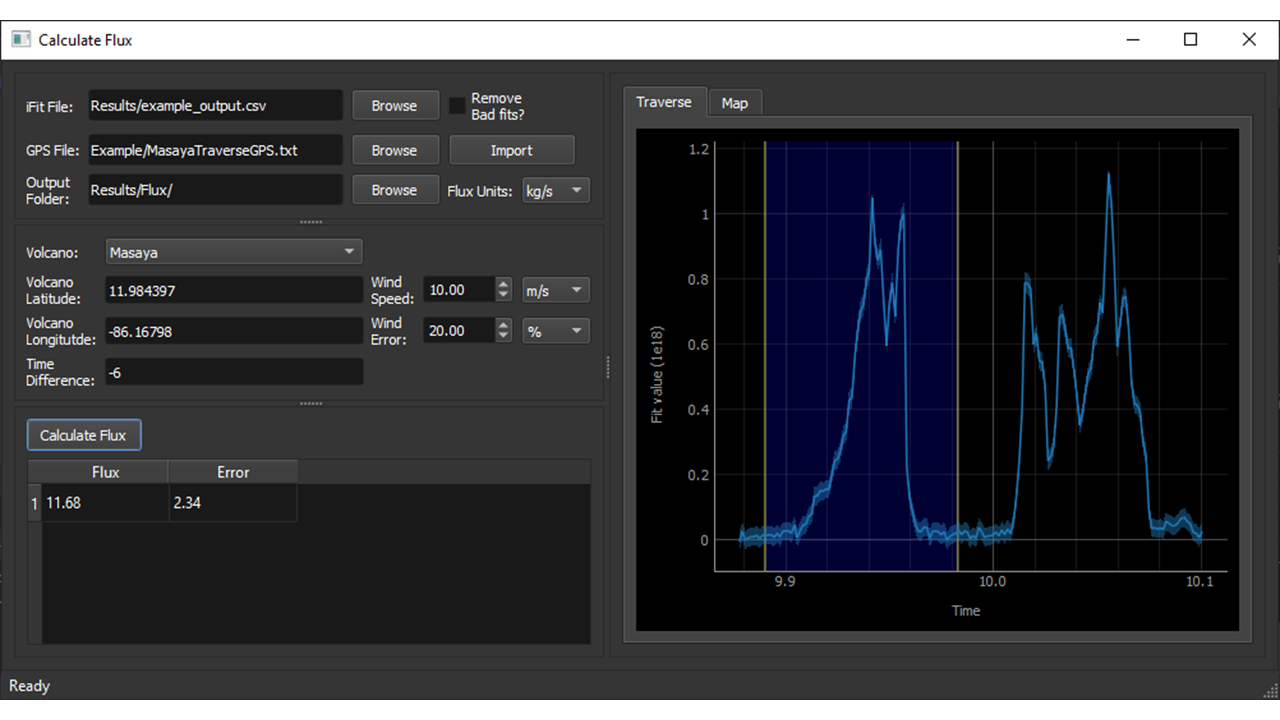 Calculate Flux
iFit File: Results/example_output.csv Browse Remove
Bad fits?
GPS File: Example/MasayaTraverseGPS.txt Browse Import
Output
Folder: Results/Flux/ Browse Flux Units: kg/s
Volcano: Masaya
Volcano
Latitude: 11.984397
Wind
Speed: 10.00 m/s
Volcano
Longitutde: -86.16798
Wind
Error: 20.00 %
Time
Difference: -6
Calculate Flux
Flux Error
1 11.68 2.34
Traverse Map
1.2
1
0.8
0.6
0.4
0.2
0
Fit value (1e18)
9.9 10.0 10.1
Time
Ready